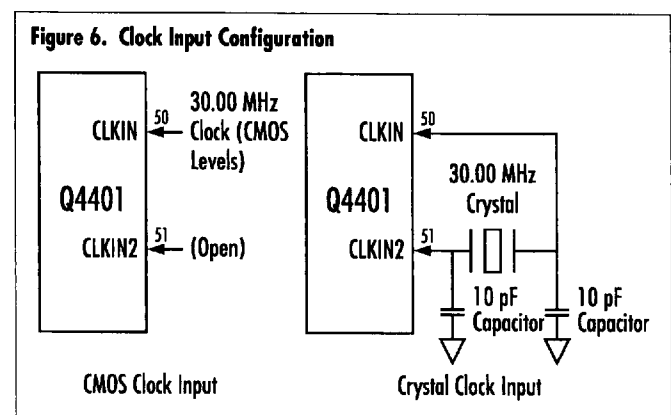 Figure 6. Clock Input Configuration
CLKIN
50
30.00 MHz
Clock (CMOS
Levels)
Q4401
CLKIN2
51
(Open)
CMOS Clock Input
CLKIN
50
30.00 MHz
Crystal
Q4401
CLKIN2
51
10 pF
Capacitor
10 pF
Capacitor
Crystal Clock Input